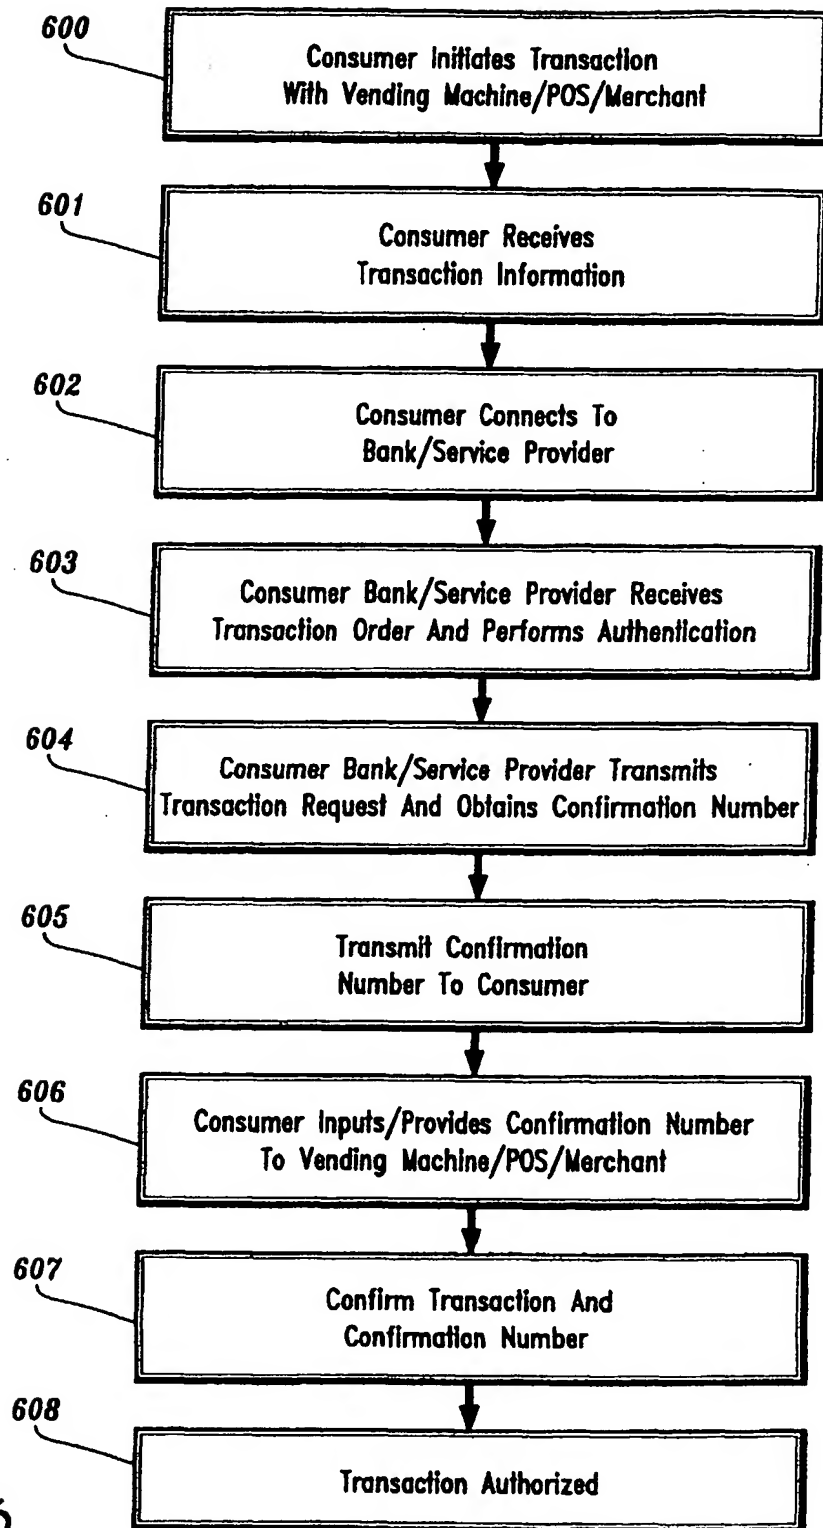 600
Consumer Initiates Transaction
With Vending Machine/POS/Merchant
601
Consumer Receives
Transaction Information
602
Consumer Connects To
Bank/Service Provider
603
Consumer Bank/Service Provider Receives
Transaction Order And Performs Authentication
604
Consumer Bank/Service Provider Transmits
Transaction Request And Obtains Confirmation Number
605
Transmit Confirmation
Number To Consumer
606
Consumer Inputs/Provides Confirmation Number
To Vending Machine/POS/Merchant
607
Confirm Transaction And
Confirmation Number
608
Transaction Authorized